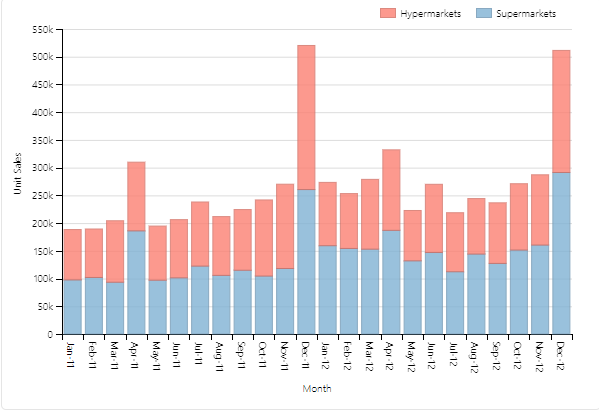 Hypermarkets Supermarkets
550k
500k
450k
400k
350k
300k
250k
200k
150k
100k
50k
0
Unit Sales
Jan-11 Feb-11 Mar-11 Apr-11 May-11 Jun-11 Jul-11 Aug-11 Sep-11 Oct-11 Nov-11 Dec-11 Jan-12 Feb-12 Mar-12 Apr-12 May-12 Jun-12 Jul-12 Aug-12 Sep-12 Oct-12 Nov-12 Dec-12
Month